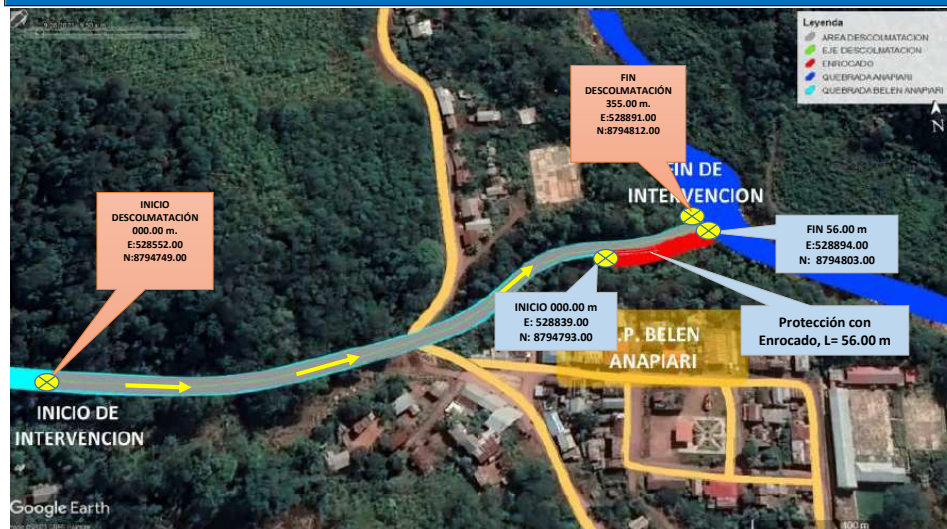 Leyenda
AREA DESCOLMATACION
EJE DESCOLMATACION
ENROCADO
QUEBRADA ANAPIARI
QUEBRADA BELEN ANAPIARI
N
FIN
DESCOLMATACIÓN
355.00 m.
E:528891.00
N:8794812.00
FIN DE
INTERVENCION
INICIO
DESCOLMATACIÓN
000.00 m.
E:528552.00
N:8794749.00
FIN 56.00 m
E:528894.00
N: 8794803.00
INICIO 000.00 m
E: 528839.00
N: 8794793.00
Protección con
Enrocado, L= 56.00 m
.P. BELEN
ANAPIARI
INICIO DE
INTERVENCION
Google Earth
100 m